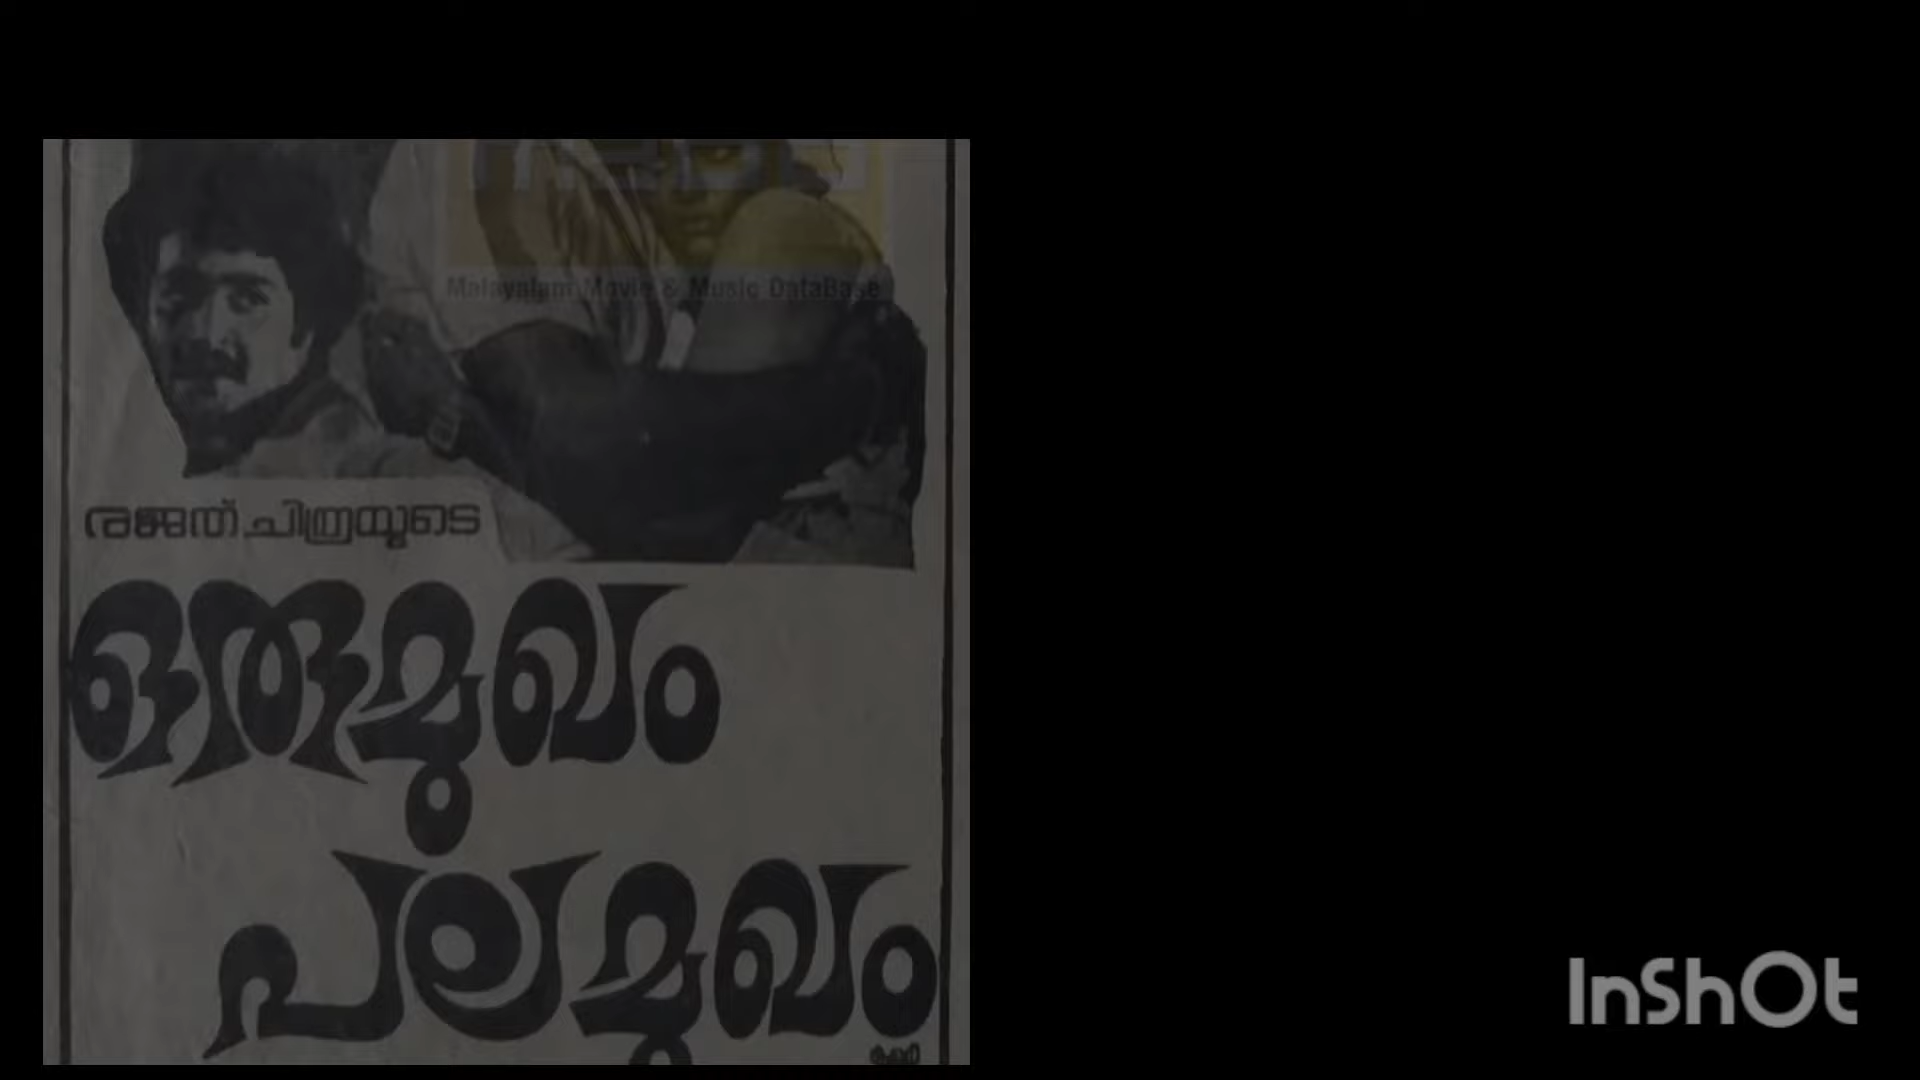 Malayalam Movie & Music DataBase
രജത് ചിത്രയുടെ
ഒരുമുഖം
പലമുഖം
InShOt